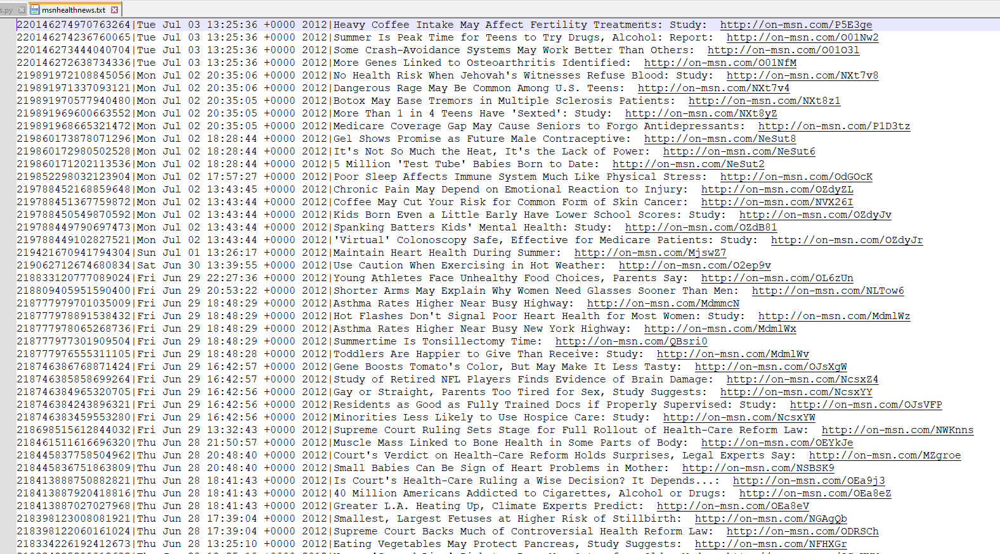 s.py msnhealthnews.txt
220146274970763264|Tue Jul 03 13:25:36 +0000 2012|Heavy Coffee Intake May Affect Fertility Treatments: Study:  http://on-msn.com/P5E3ge
220146274236760065|Tue Jul 03 13:25:36 +0000 2012|Summer Is Peak Time for Teens to Try Drugs, Alcohol: Report:  http://on-msn.com/O01Nw2
220146273444040704|Tue Jul 03 13:25:36 +0000 2012|Some Crash-Avoidance Systems May Work Better Than Others:  http://on-msn.com/O01O3l
220146272638734336|Tue Jul 03 13:25:36 +0000 2012|More Genes Linked to Osteoarthritis Identified:  http://on-msn.com/O01NfM
219891972108845056|Mon Jul 02 20:35:06 +0000 2012|No Health Risk When Jehovah's Witnesses Refuse Blood: Study:  http://on-msn.com/NXt7v8
219891971337093121|Mon Jul 02 20:35:06 +0000 2012|Dangerous Rage May Be Common Among U.S. Teens:  http://on-msn.com/NXt7v4
219891970577940480|Mon Jul 02 20:35:05 +0000 2012|Botox May Ease Tremors in Multiple Sclerosis Patients:  http://on-msn.com/NXt8z1
219891969600663552|Mon Jul 02 20:35:05 +0000 2012|More Than 1 in 4 Teens Have 'Sexted': Study:  http://on-msn.com/NXt8yZ
219891968665321472|Mon Jul 02 20:35:05 +0000 2012|Medicare Coverage Gap May Cause Seniors to Forgo Antidepressants:  http://on-msn.com/P1D3tz
219860173878071296|Mon Jul 02 18:28:44 +0000 2012|Gel Shows Promise as Future Male Contraceptive:  http://on-msn.com/NeSut8
219860172980502528|Mon Jul 02 18:28:44 +0000 2012|It's Not So Much the Heat, It's the Lack of Power:  http://on-msn.com/NeSut6
219860171202113536|Mon Jul 02 18:28:44 +0000 2012|5 Million 'Test Tube' Babies Born to Date:  http://on-msn.com/NeSut2
219852298032123904|Mon Jul 02 17:57:27 +0000 2012|Poor Sleep Affects Immune System Much Like Physical Stress:  http://on-msn.com/OdGOcK
219788452168859648|Mon Jul 02 13:43:45 +0000 2012|Chronic Pain May Depend on Emotional Reaction to Injury:  http://on-msn.com/OZdyZL
219788451367759872|Mon Jul 02 13:43:44 +0000 2012|Coffee May Cut Your Risk for Common Form of Skin Cancer:  http://on-msn.com/NVX26I
219788450549870592|Mon Jul 02 13:43:44 +0000 2012|Kids Born Even a Little Early Have Lower School Scores: Study:  http://on-msn.com/OZdyJv
219788449790697473|Mon Jul 02 13:43:44 +0000 2012|Spanking Batters Kids' Mental Health: Study:  http://on-msn.com/OZdB81
219788449102827521|Mon Jul 02 13:43:44 +0000 2012|'Virtual' Colonoscopy Safe, Effective for Medicare Patients: Study:  http://on-msn.com/OZdyJr
219421670941794304|Sun Jul 01 13:26:17 +0000 2012|Maintain Heart Health During Summer:  http://on-msn.com/MjswZ7
219062712674680834|Sat Jun 30 13:39:55 +0000 2012|Use Caution When Exercising in Hot Weather:  http://on-msn.com/O2ep9v
218833120777089024|Fri Jun 29 22:27:36 +0000 2012|Young Athletes Face Unhealthy Food Choices, Parents Say:  http://on-msn.com/OL6zUn
218809405951590400|Fri Jun 29 20:53:22 +0000 2012|Shorter Arms May Explain Why Women Need Glasses Sooner Than Men:  http://on-msn.com/NLTow6
218777979701035009|Fri Jun 29 18:48:29 +0000 2012|Asthma Rates Higher Near Busy Highway:  http://on-msn.com/MdmmcN
218777978891538432|Fri Jun 29 18:48:29 +0000 2012|Hot Flashes Don't Signal Poor Heart Health for Most Women: Study:  http://on-msn.com/MdmlWz
218777978065268736|Fri Jun 29 18:48:29 +0000 2012|Asthma Rates Higher Near Busy New York Highway:  http://on-msn.com/MdmlWx
218777977301909504|Fri Jun 29 18:48:29 +0000 2012|Summertime Is Tonsillectomy Time:  http://on-msn.com/QBsri0
218777976555311105|Fri Jun 29 18:48:28 +0000 2012|Toddlers Are Happier to Give Than Receive: Study:  http://on-msn.com/MdmlWv
218746386768871424|Fri Jun 29 16:42:57 +0000 2012|Gene Boosts Tomato's Color, But May Make It Less Tasty:  http://on-msn.com/OJsXgW
218746385858699264|Fri Jun 29 16:42:57 +0000 2012|Study of Retired NFL Players Finds Evidence of Brain Damage:  http://on-msn.com/NcsxZ4
218746384965320705|Fri Jun 29 16:42:56 +0000 2012|Gay or Straight, Parents Too Tired for Sex, Study Suggests:  http://on-msn.com/NcsxYY
218746384243896321|Fri Jun 29 16:42:56 +0000 2012|Residents as Good as Fully Trained Docs if Properly Supervised: Study:  http://on-msn.com/OJsVFP
218746383459553280|Fri Jun 29 16:42:56 +0000 2012|Minorities Less Likely to Use Hospice Care: Study:  http://on-msn.com/NcsxYW
218698515612844032|Fri Jun 29 13:32:43 +0000 2012|Supreme Court Ruling Sets Stage for Full Rollout of Health-Care Reform Law:  http://on-msn.com/NWKnns
218461511616696320|Thu Jun 28 21:50:57 +0000 2012|Muscle Mass Linked to Bone Health in Some Parts of Body:  http://on-msn.com/OEYkJe
218445837758504962|Thu Jun 28 20:48:40 +0000 2012|Court's Verdict on Health-Care Reform Holds Surprises, Legal Experts Say:  http://on-msn.com/MZgroe
218445836751863809|Thu Jun 28 20:48:40 +0000 2012|Small Babies Can Be Sign of Heart Problems in Mother:  http://on-msn.com/NSBSK9
218413888750882821|Thu Jun 28 18:41:43 +0000 2012|Is Court's Health-Care Ruling a Wise Decision? It Depends...:  http://on-msn.com/OEa9j3
218413887920418816|Thu Jun 28 18:41:43 +0000 2012|40 Million Americans Addicted to Cigarettes, Alcohol or Drugs:  http://on-msn.com/OEa8eZ
218413887027027968|Thu Jun 28 18:41:43 +0000 2012|Greater L.A. Heating Up, Climate Experts Predict:  http://on-msn.com/OEa8eV
218398123008081921|Thu Jun 28 17:39:04 +0000 2012|Smallest, Largest Fetuses at Higher Risk of Stillbirth:  http://on-msn.com/NGAgQb
218398122060161024|Thu Jun 28 17:39:04 +0000 2012|Supreme Court Backs Much of Controversial Health Reform Law:  http://on-msn.com/ODRSCh
218334226192412673|Thu Jun 28 13:25:10 +0000 2012|Eating Vegetables May Protect Pancreas, Study Suggests:  http://on-msn.com/NFHXGr